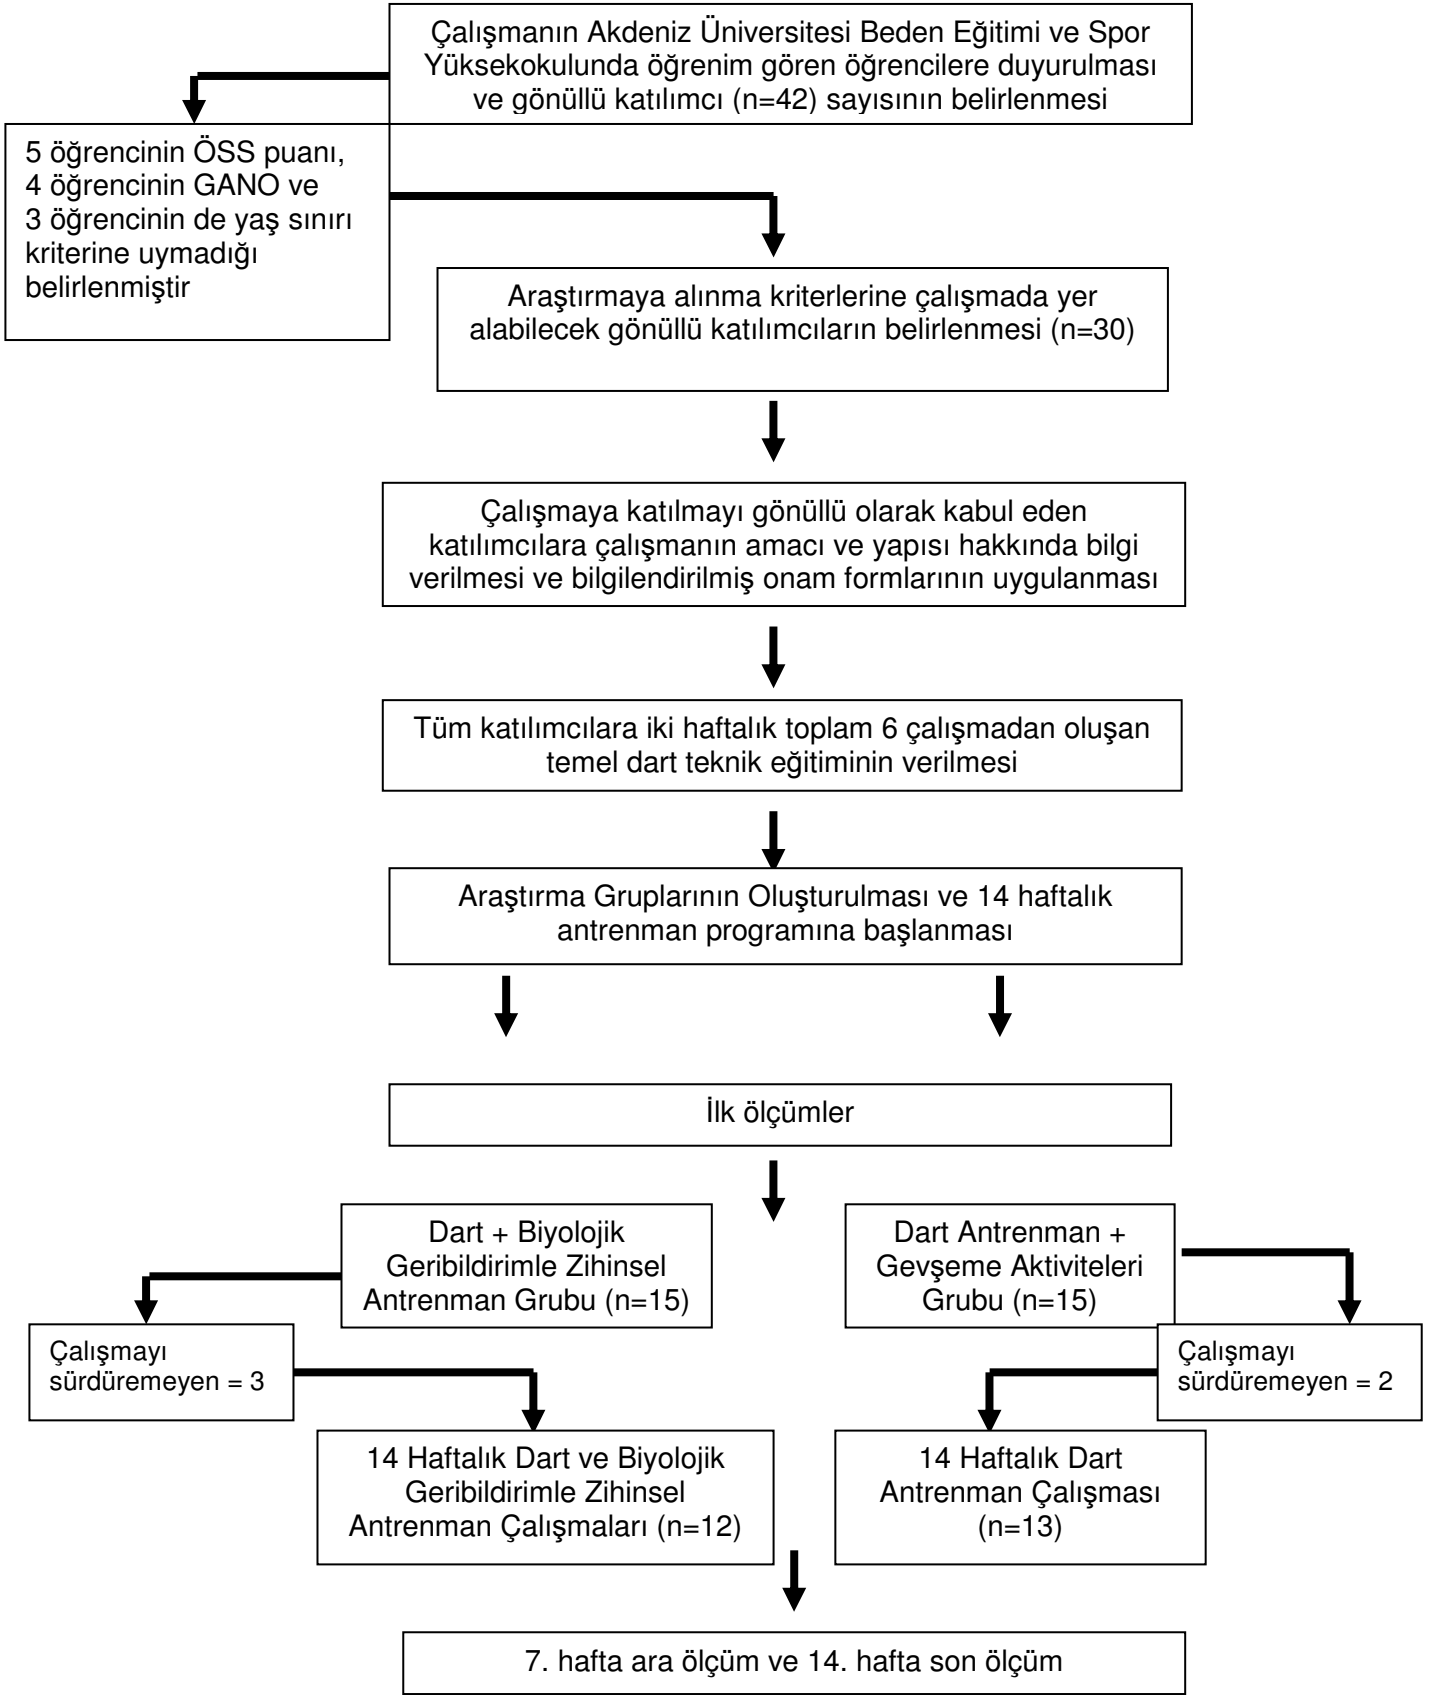 Çalışmanın Akdeniz Üniversitesi Beden Eğitimi ve Spor
Yüksekokulunda öğrenim gören öğrencilere duyurulması
ve gönüllü katılımcı (n=42) sayısının belirlenmesi
5 öğrencinin ÖSS puanı,
4 öğrencinin GANO ve
3 öğrencinin de yaş sınırı
kriterine uymadığı
belirlenmiştir
Araştırmaya alınma kriterlerine çalışmada yer
alabilecek gönüllü katılımcıların belirlenmesi (n=30)
Çalışmaya katılmayı gönüllü olarak kabul eden
katılımcılara çalışmanın amacı ve yapısı hakkında bilgi
verilmesi ve bilgilendirilmiş onam formlarının uygulanması
Tüm katılımcılara iki haftalık toplam 6 çalışmadan oluşan
temel dart teknik eğitiminin verilmesi
Araştırma Gruplarının Oluşturulması ve 14 haftalık
antrenman programına başlanması
İlk ölçümler
Dart + Biyolojik
Geribildirimle Zihinsel
Antrenman Grubu (n=15)
Dart Antrenman +
Gevşeme Aktiviteleri
Grubu (n=15)
Çalışmayı
sürdüremeyen = 3
Çalışmayı
sürdüremeyen = 2
14 Haftalık Dart ve Biyolojik
Geribildirimle Zihinsel
Antrenman Çalışmaları (n=12)
14 Haftalık Dart
Antrenman Çalışması
(n=13)
7. hafta ara ölçüm ve 14. hafta son ölçüm